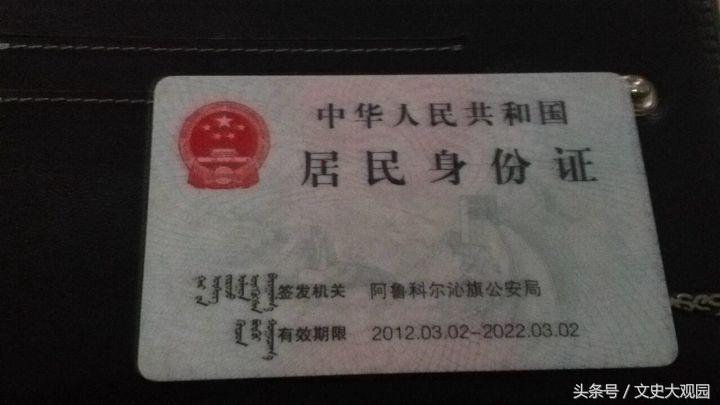 中华人民共和国
居民身份证
签发机关 阿鲁科尔沁旗公安局
有效期限 2012.03.02-2022.03.02
头条号 / 文史大观园